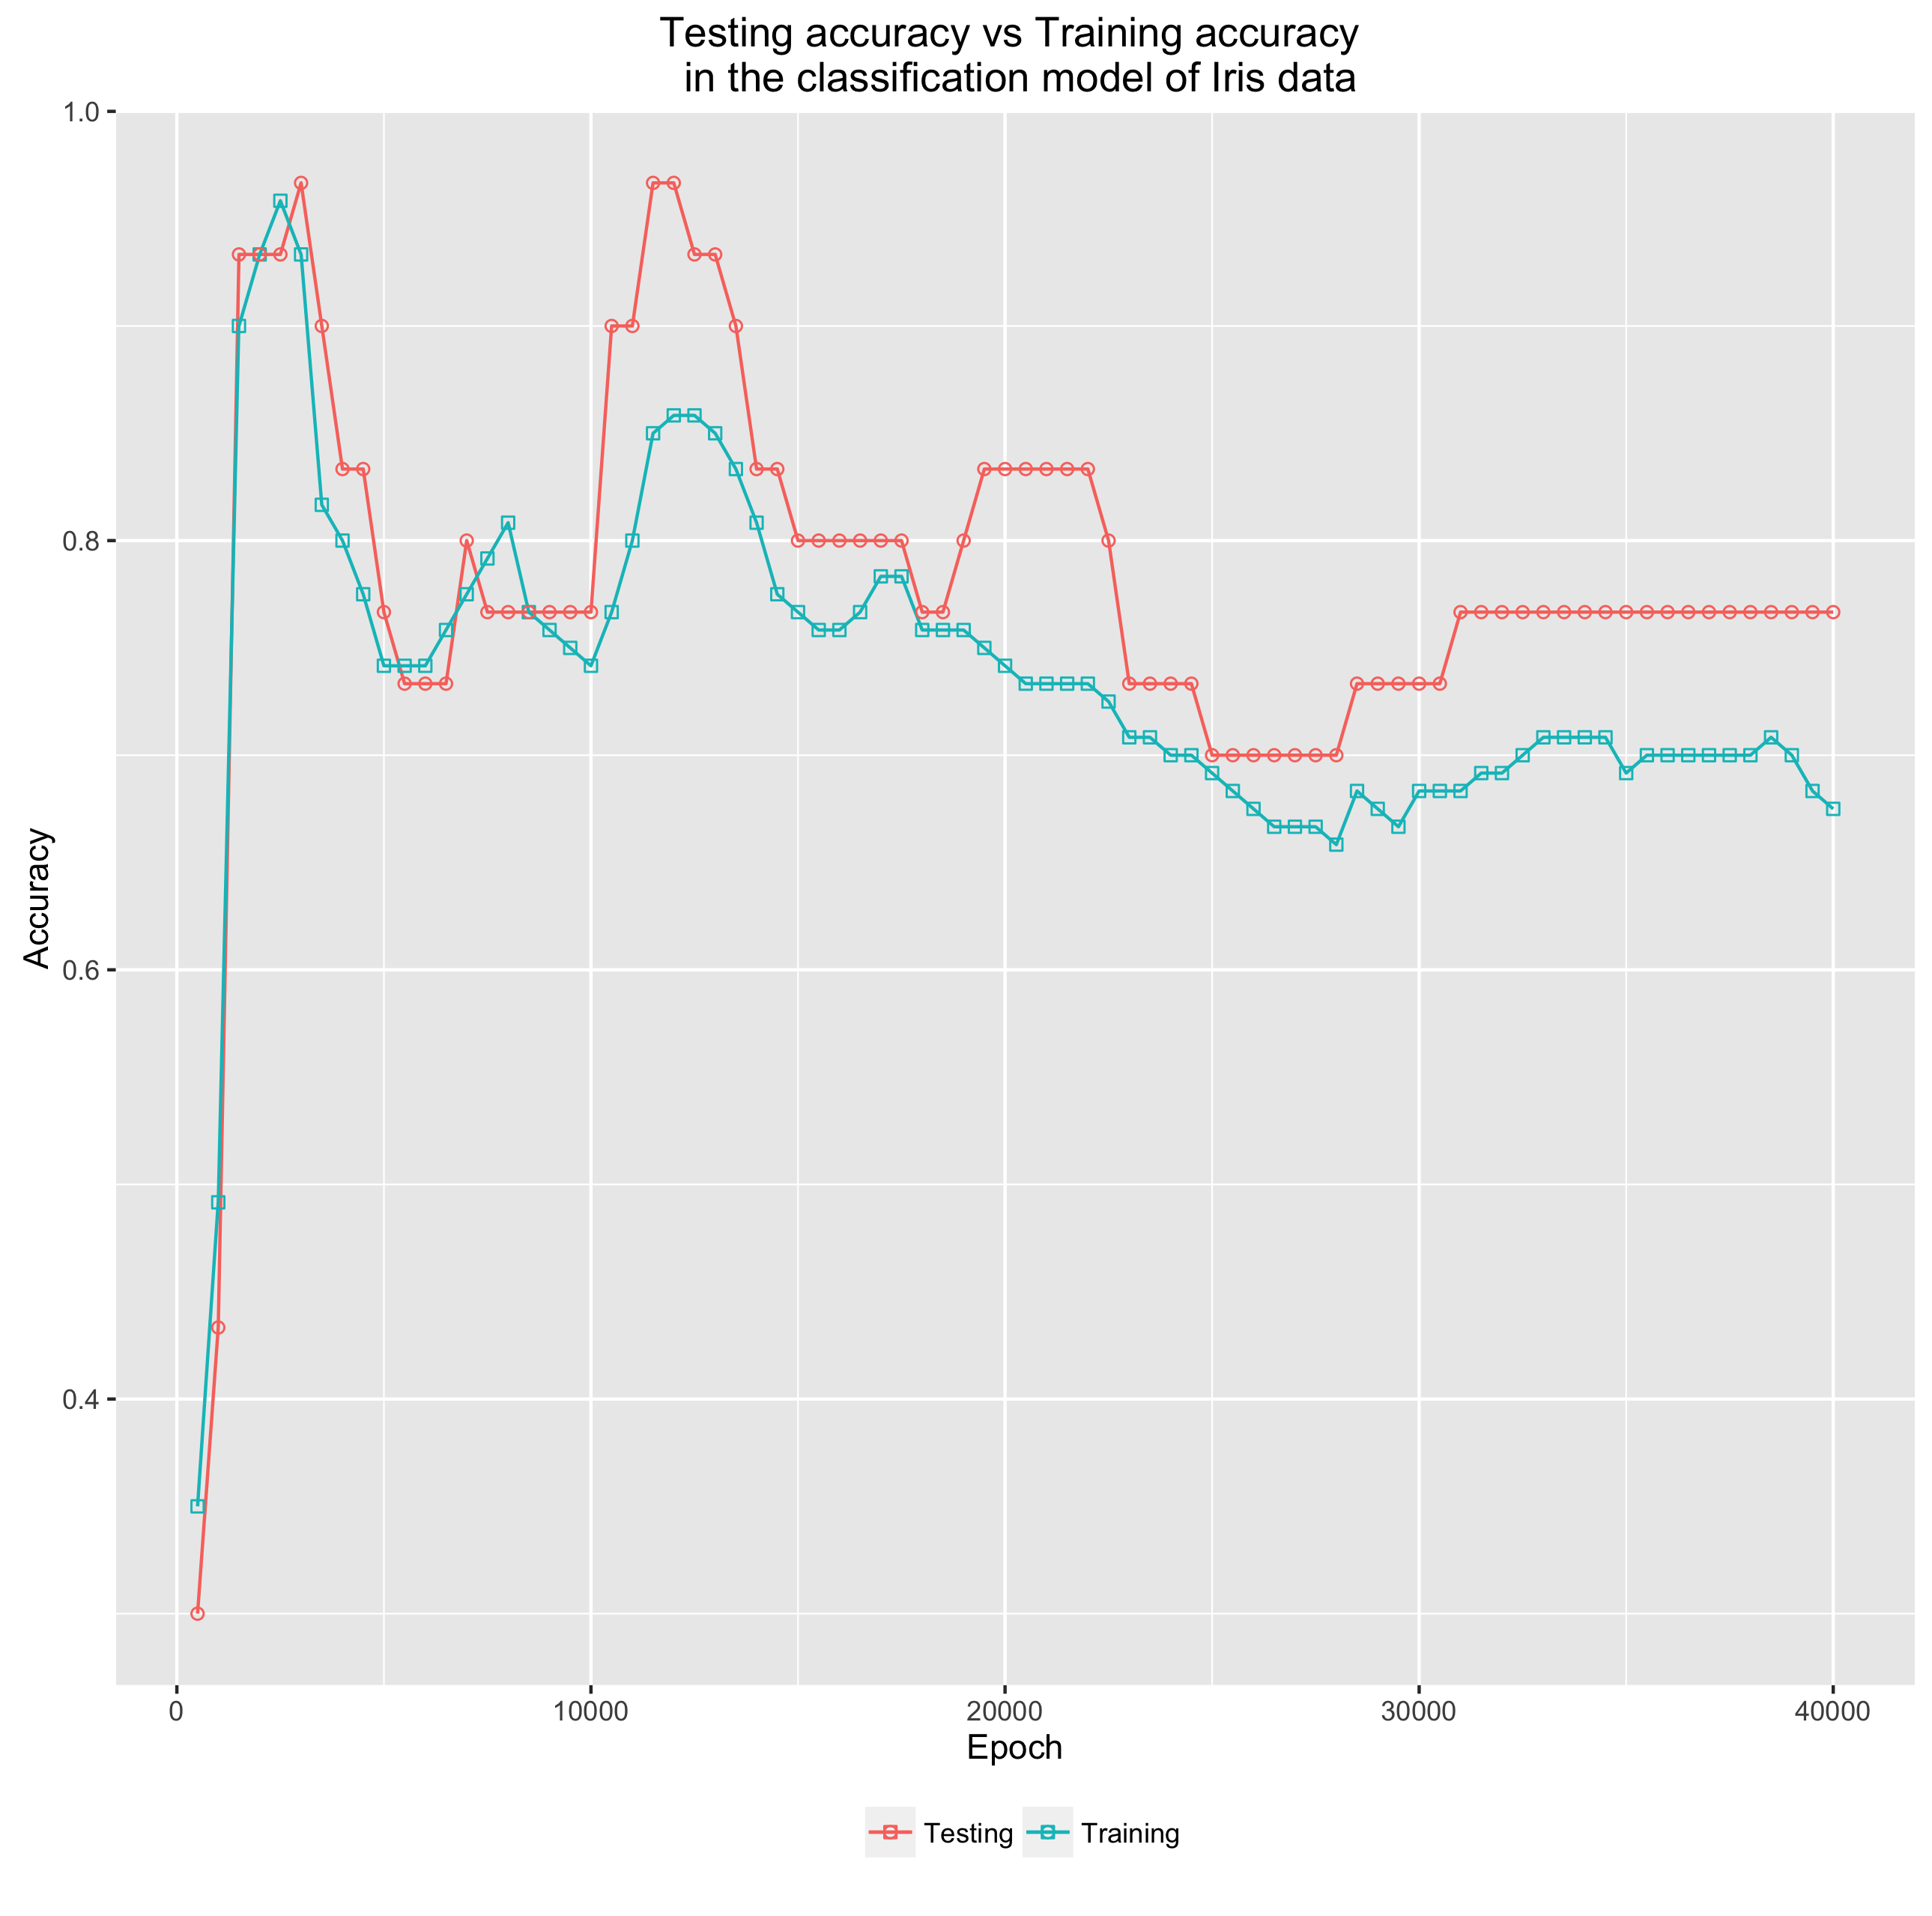 Testing accuracy vs Training accuracy
in the classification model of Iris data
1.0
0.8
0.6
0.4
Accuracy
0 10000 20000 30000 40000
Epoch
Testing Training